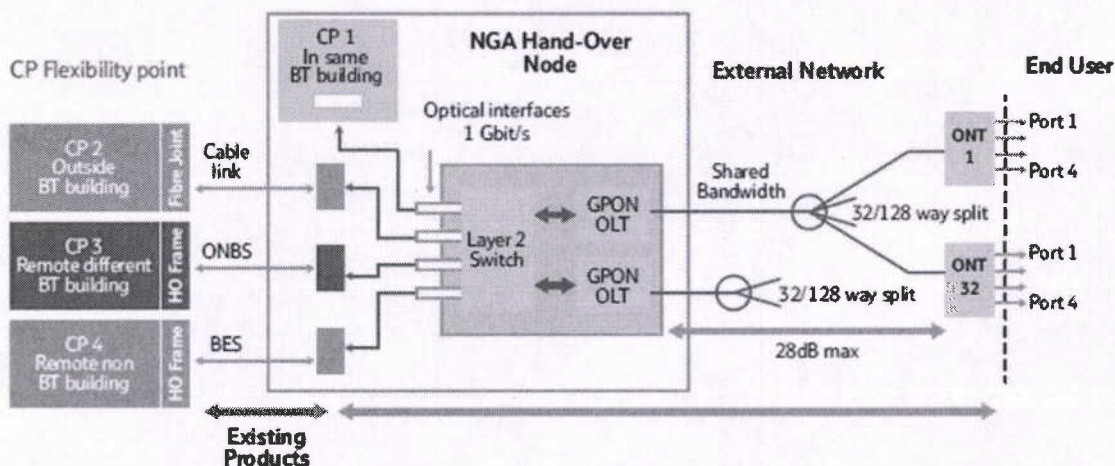 CP Flexibility point
CP 2
Outside
BT building
Fibre Joint
CP 3
Remote different
BT building
HO Frame
CP 4
Remote non
BT building
HO Frame
Cable
link
ONBS
BES
Existing
Products
CP 1
In same
BT building
NGA Hand-Over
Node
Optical interfaces
1 Gbit/s
Layer 2
Switch
GPON
OLT
GPON
OLT
External Network
Shared
Bandwidth
32/128 way split
32/128 way split
28dB max
End User
ONT
1
Port 1
Port 4
ONT
32
Port 1
Port 4